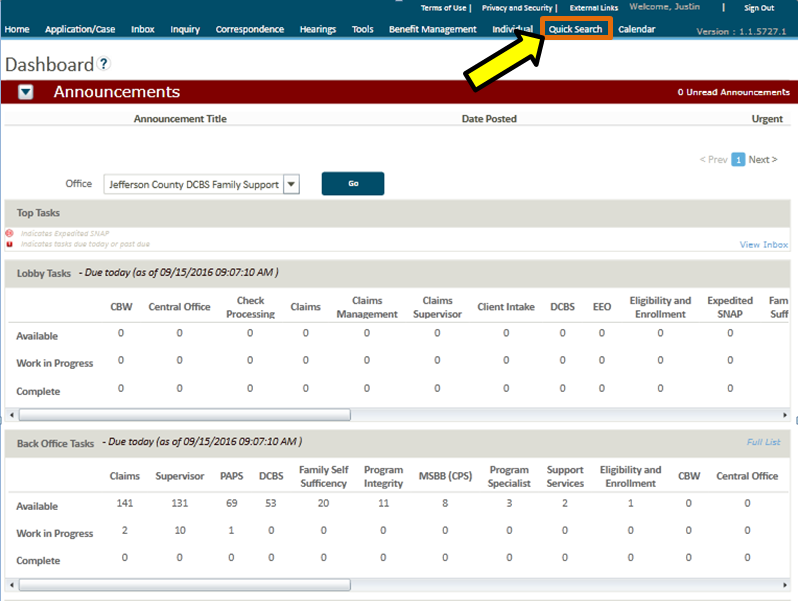 Terms of Use | Privacy and Security | External Links Welcome, Justin | Sign Out
Home Application/Case Inbox Inquiry Correspondence Hearings Tools Benefit Management Individual Quick Search Calendar
Version : 1.1.5727.1
Dashboard ?
Announcements 0 Unread Announcements
Announcement Title Date Posted Urgent
< Prev 1 Next >
Office Jefferson County DCBS Family Support Go
Top Tasks
Indicates Expedited SNAP
Indicates tasks due today or past due
View Inbox
Lobby Tasks - Due today (as of 09/15/2016 09:07:10 AM )
CBW Central Office Check Processing Claims Claims Management Claims Supervisor Client Intake DCBS EEO Eligibility and Enrollment Expedited SNAP Fam Suff
Available 0 0 0 0 0 0 0 0 0 0 0
Work in Progress 0 0 0 0 0 0 0 0 0 0 0
Complete 0 0 0 0 0 0 0 0 0 0 0
Back Office Tasks - Due today (as of 09/15/2016 09:07:10 AM ) Full List
Claims Supervisor PAPS DCBS Family Self Sufficency Program Integrity MSBB (CPS) Program Specialist Support Services Eligibility and Enrollment CBW Central Office
Available 141 131 69 53 20 11 8 3 2 1 0 0
Work in Progress 2 10 1 0 0 0 0 0 0 0 0 0
Complete 0 0 0 0 0 0 0 0 0 0 0 0